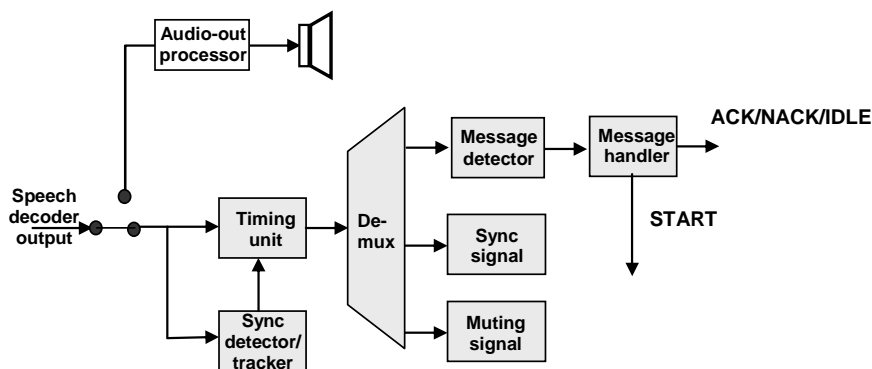 Audio-out
processor
ACK/NACK/IDLE
Message
detector
Message
handler
Speech
decoder
output
Timing
unit
De-
mux
START
Sync
signal
Sync
detector/
tracker
Muting
signal